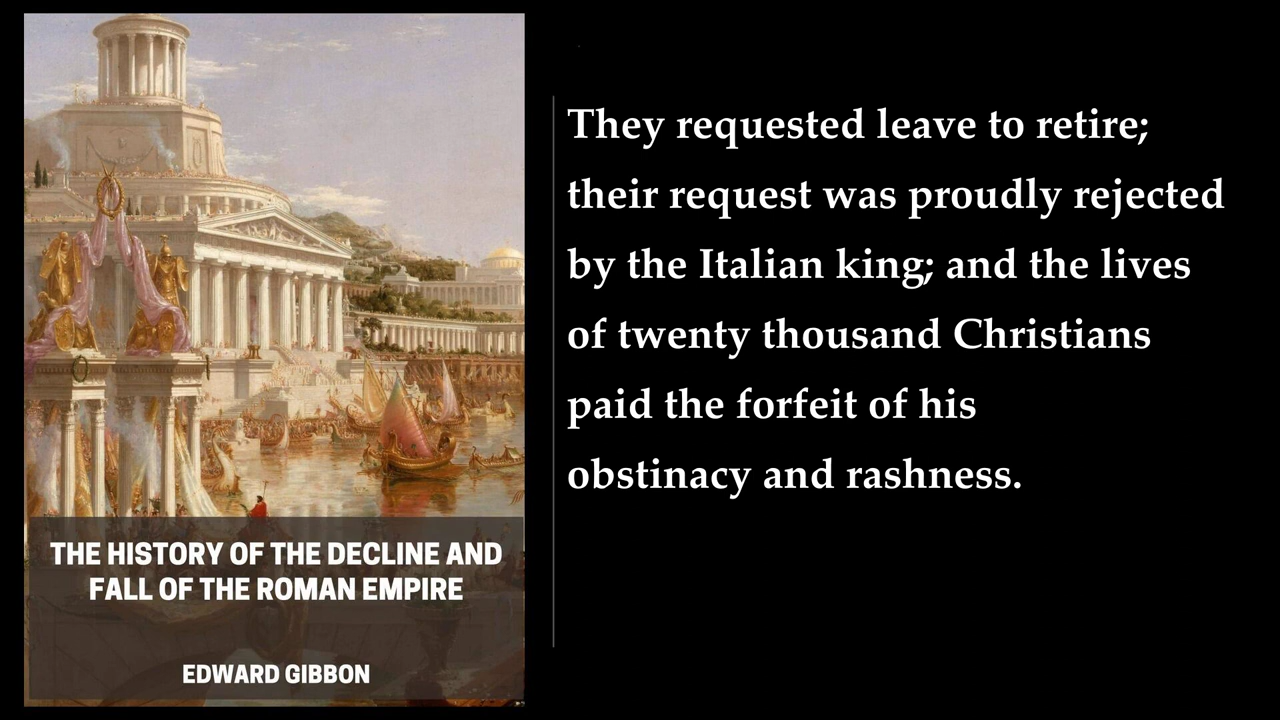 They requested leave to retire;
their request was proudly rejected
by the Italian king; and the lives
of twenty thousand Christians
paid the forfeit of his
obstinacy and rashness.
THE HISTORY OF THE DECLINE AND
FALL OF THE ROMAN EMPIRE
EDWARD GIBBON